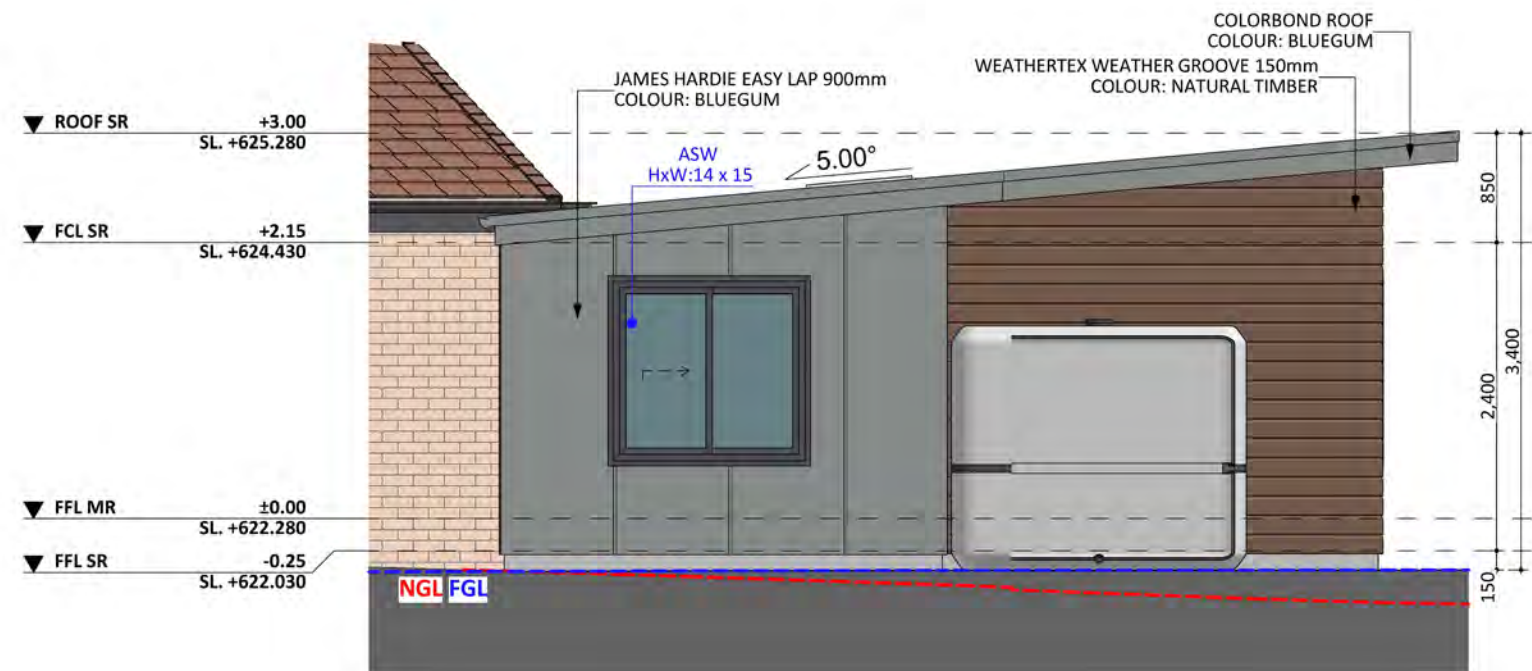 COLORBOND ROOF
COLOUR: BLUEGUM
WEATHERTEX WEATHER GROOVE 150mm
COLOUR: NATURAL TIMBER
JAMES HARDIE EASY LAP 900mm
COLOUR: BLUEGUM
ROOF SR +3.00
SL. +625.280
ASW
HxW:14 x 15
5.00°
850
FCL SR +2.15
SL. +624.430
3,400
2,400
FFL MR ±0.00
SL. +622.280
FFL SR -0.25
SL. +622.030
NGL FGL
150